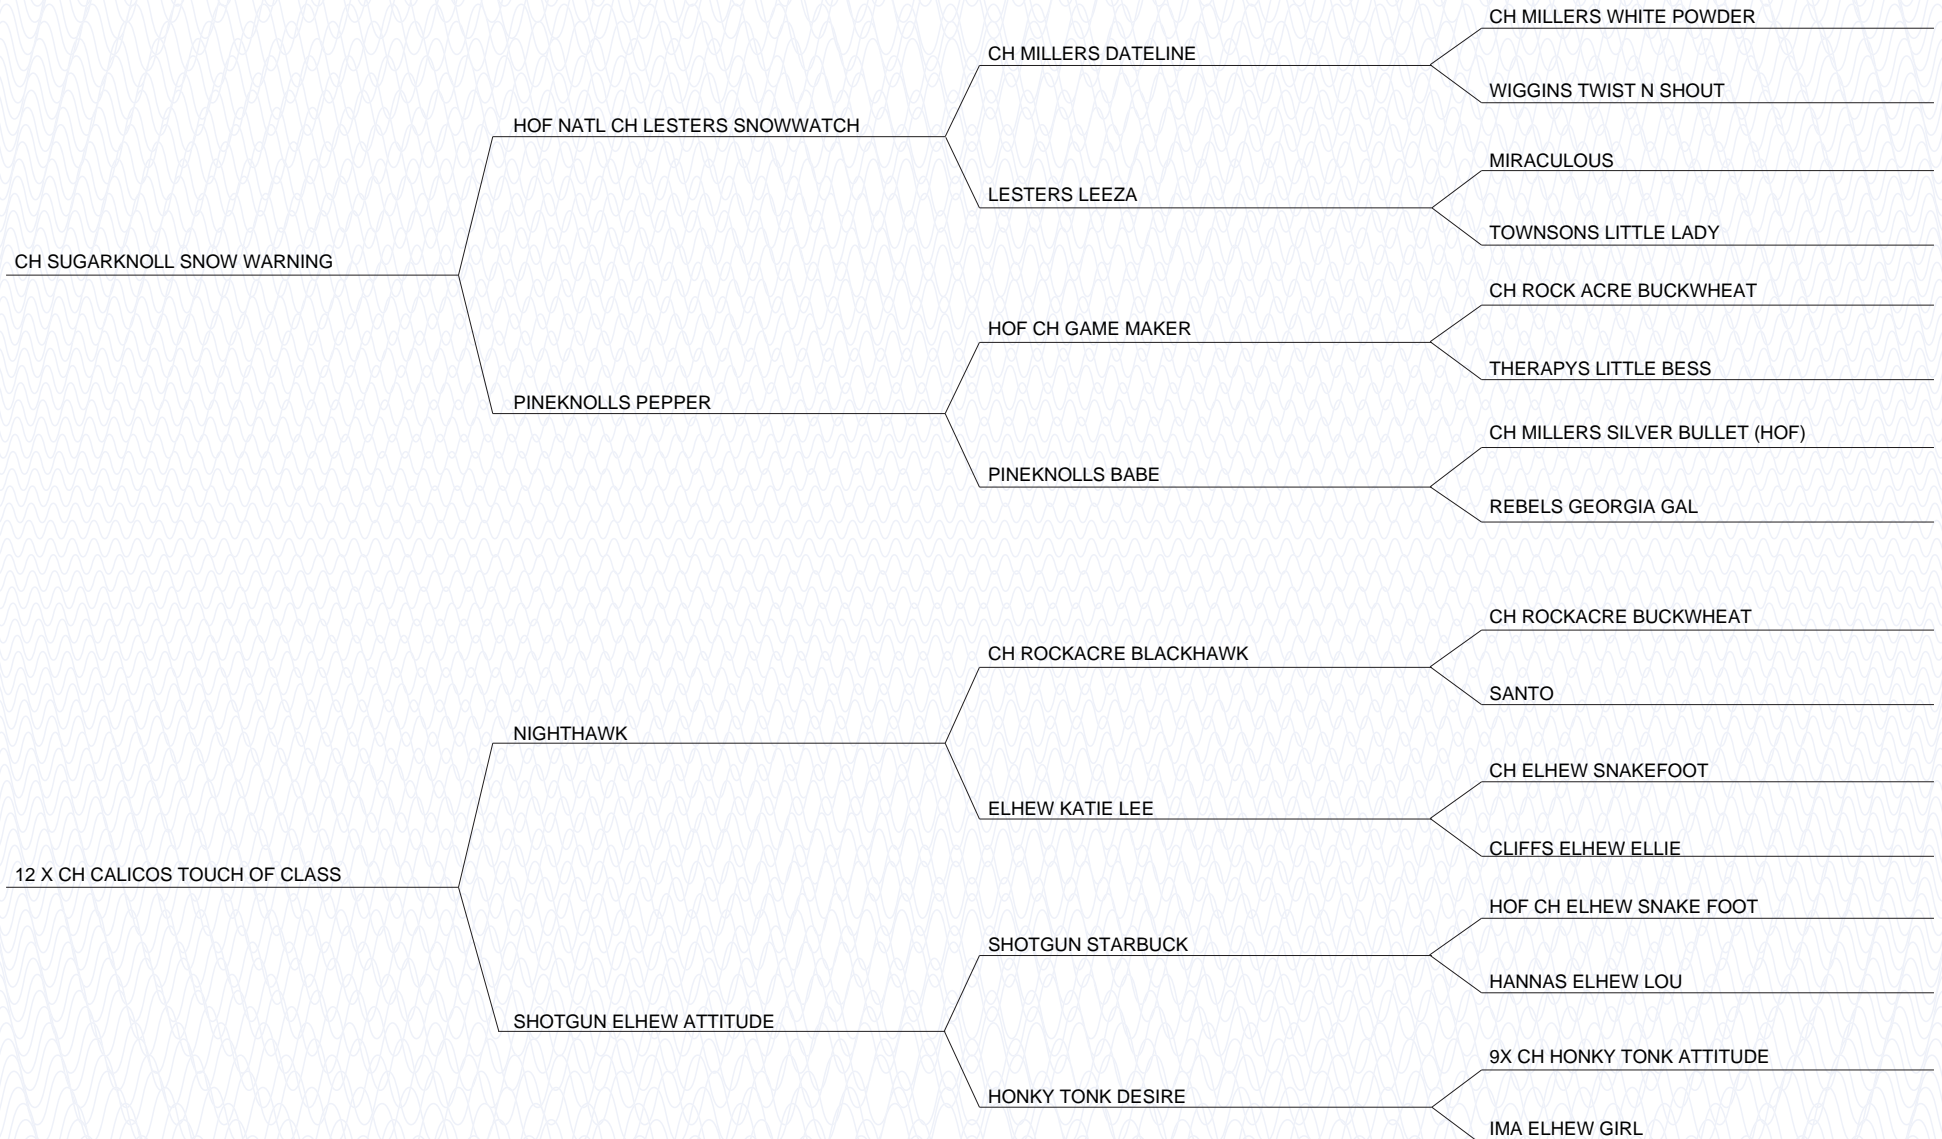 CH MILLERS WHITE POWDER
CH MILLERS DATELINE
WIGGINS TWIST N SHOUT
HOF NATL CH LESTERS SNOWWATCH
MIRACULOUS
LESTERS LEEZA
TOWNSONS LITTLE LADY
CH SUGARKNOLL SNOW WARNING
CH ROCK ACRE BUCKWHEAT
HOF CH GAME MAKER
THERAPYS LITTLE BESS
PINEKNOLLS PEPPER
CH MILLERS SILVER BULLET (HOF)
PINEKNOLLS BABE
REBELS GEORGIA GAL
CH ROCKACRE BUCKWHEAT
CH ROCKACRE BLACKHAWK
SANTO
NIGHTHAWK
CH ELHEW SNAKEFOOT
ELHEW KATIE LEE
CLIFFS ELHEW ELLIE
12 X CH CALICOS TOUCH OF CLASS
HOF CH ELHEW SNAKE FOOT
SHOTGUN STARBUCK
HANNAS ELHEW LOU
SHOTGUN ELHEW ATTITUDE
9X CH HONKY TONK ATTITUDE
HONKY TONK DESIRE
IMA ELHEW GIRL